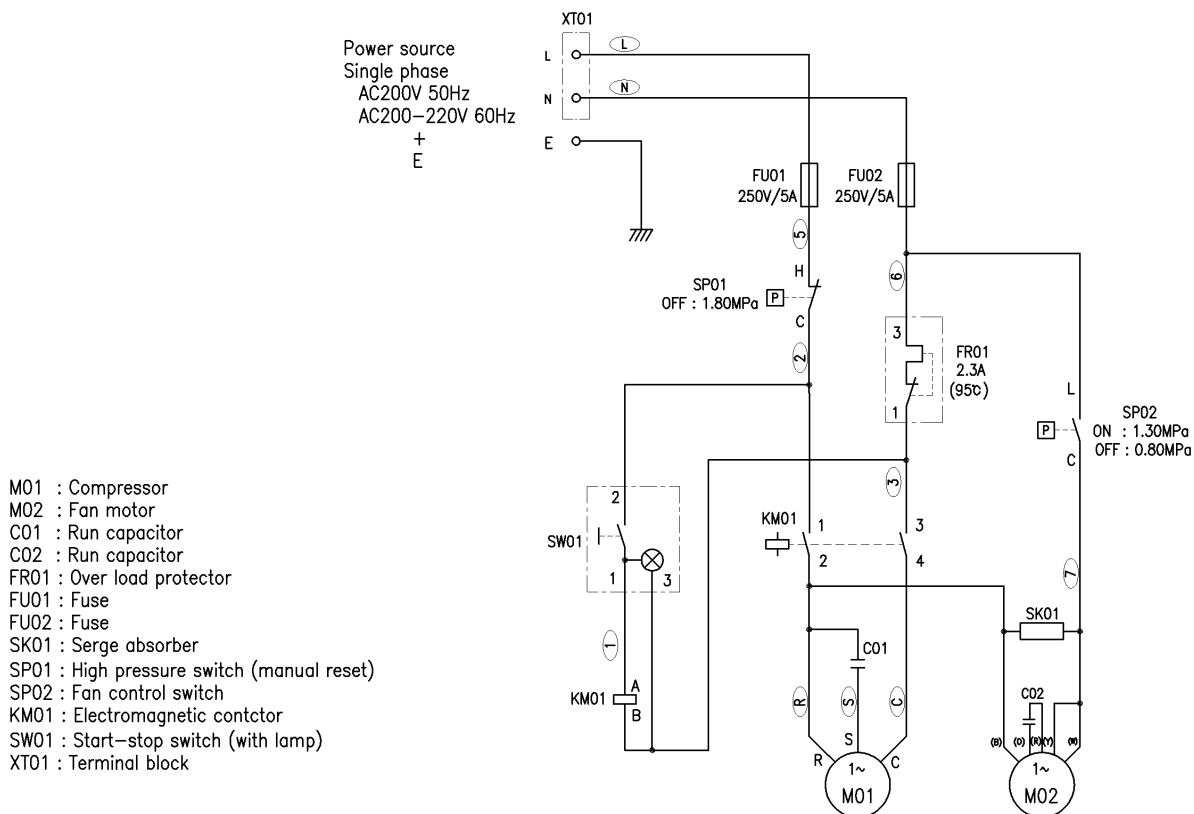 XT01
Power source
Single phase
AC200V 50Hz
AC200-220V 60Hz
+
E
L
L
N
N
E
FU01
250V/5A
FU02
250V/5A
5
6
H
SP01
OFF : 1.80MPa
P
C
2
3
FR01
2.3A
(95℃)
1
L
SP02
ON : 1.30MPa
OFF : 0.80MPa
P
C
3
2
SW01
1
3
KM01
1
2
3
4
7
SK01
1
KM01
A
B
C01
R
S
C
R
S
C
1~
M01
C02
(B)
(O)
(R)
(Y)
(W)
1~
M02
M01 : Compressor
M02 : Fan motor
C01 : Run capacitor
C02 : Run capacitor
FR01 : Over load protector
FU01 : Fuse
FU02 : Fuse
SK01 : Serge absorber
SP01 : High pressure switch (manual reset)
SP02 : Fan control switch
KM01 : Electromagnetic contctor
SW01 : Start-stop switch (with lamp)
XT01 : Terminal block